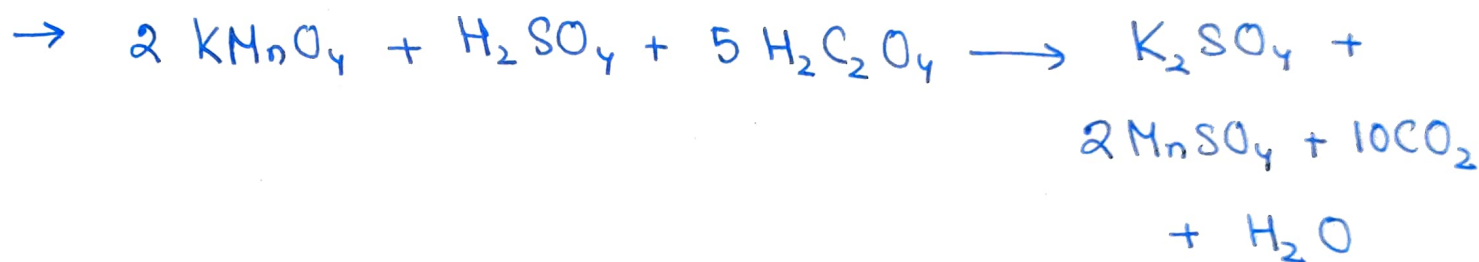 → 2 KMnO₄ + H₂SO₄ + 5 H₂C₂O₄ ⟶ K₂SO₄ +
2 MnSO₄ + 10CO₂
+ H₂O